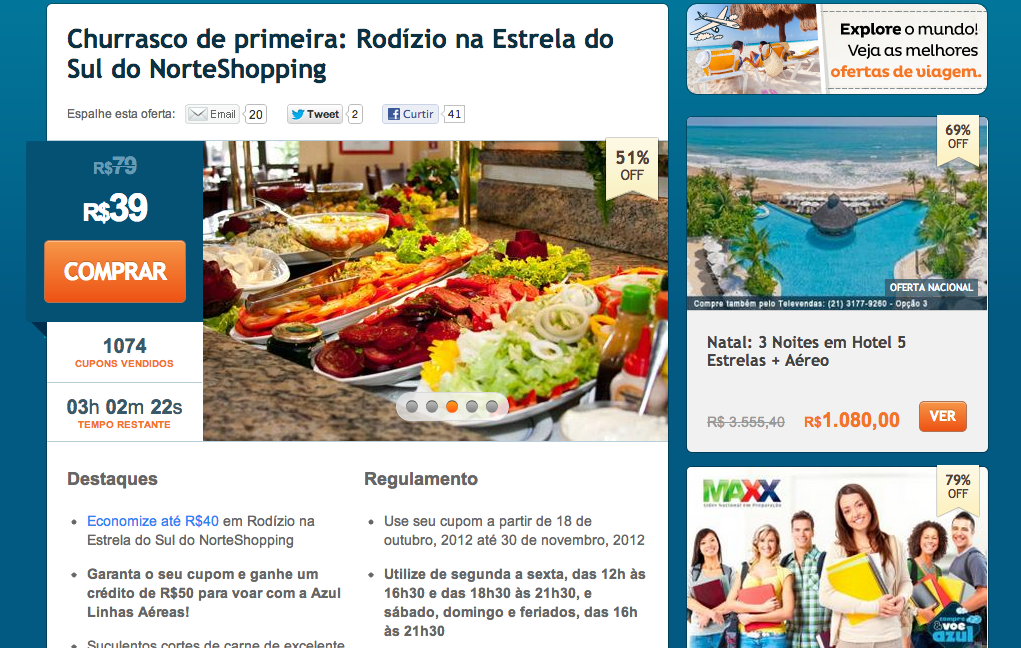 Churrasco de primeira: Rodízio na Estrela do
Sul do NorteShopping
Espalhe esta oferta:
Email
20
Tweet
2
Curtir
41
R$79
R$39
COMPRAR
51%
OFF
1074
CUPONS VENDIDOS
03h 02m 22s
TEMPO RESTANTE
Destaques
Economize até R$40 em Rodízio na
Estrela do Sul do NorteShopping
Garanta o seu cupom e ganhe um
crédito de R$50 para voar com a Azul
Linhas Aéreas!
Suculentos cortes de carne de excelente
Regulamento
Use seu cupom a partir de 18 de
outubro, 2012 até 30 de novembro, 2012
Utilize de segunda a sexta, das 12h às
16h30 e das 18h30 às 21h30, e
sábado, domingo e feriados, das 16h
às 21h30
Explore o mundo!
Veja as melhores
ofertas de viagem.
69%
OFF
OFERTA NACIONAL
Compre também pelo Televendas: (21) 3177-9260 - Opção 3
Natal: 3 Noites em Hotel 5
Estrelas + Aéreo
R$ 3.555,40
R$1.080,00
VER
79%
OFF
MAXX
Líder Nacional em Preparação
compre
& voe
azul